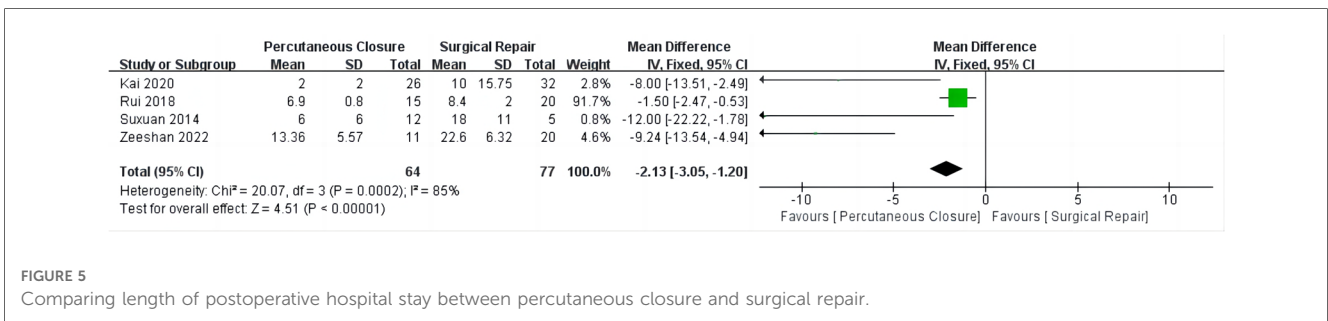 Percutaneous Closure Surgical Repair Mean Difference Mean Difference
Study or Subgroup Mean SD Total Mean SD Total Weight IV, Fixed, 95% CI IV, Fixed, 95% CI
Kai 2020 2 2 26 10 15.75 32 2.8% -8.00 [-13.51, -2.49]
Rui 2018 6.9 0.8 15 8.4 2 20 91.7% -1.50 [-2.47, -0.53]
Suxuan 2014 6 6 12 18 11 5 0.8% -12.00 [-22.22, -1.78]
Zeeshan 2022 13.36 5.57 11 22.6 6.32 20 4.6% -9.24 [-13.54, -4.94]
Total (95% CI) 64 77 100.0% -2.13 [-3.05, -1.20]
Heterogeneity: Chi² = 20.07, df = 3 (P = 0.0002); I² = 85%
Test for overall effect: Z = 4.51 (P < 0.00001)
-10 -5 0 5 10
Favours [Percutaneous Closure] Favours [Surgical Repair]
FIGURE 5
Comparing length of postoperative hospital stay between percutaneous closure and surgical repair.